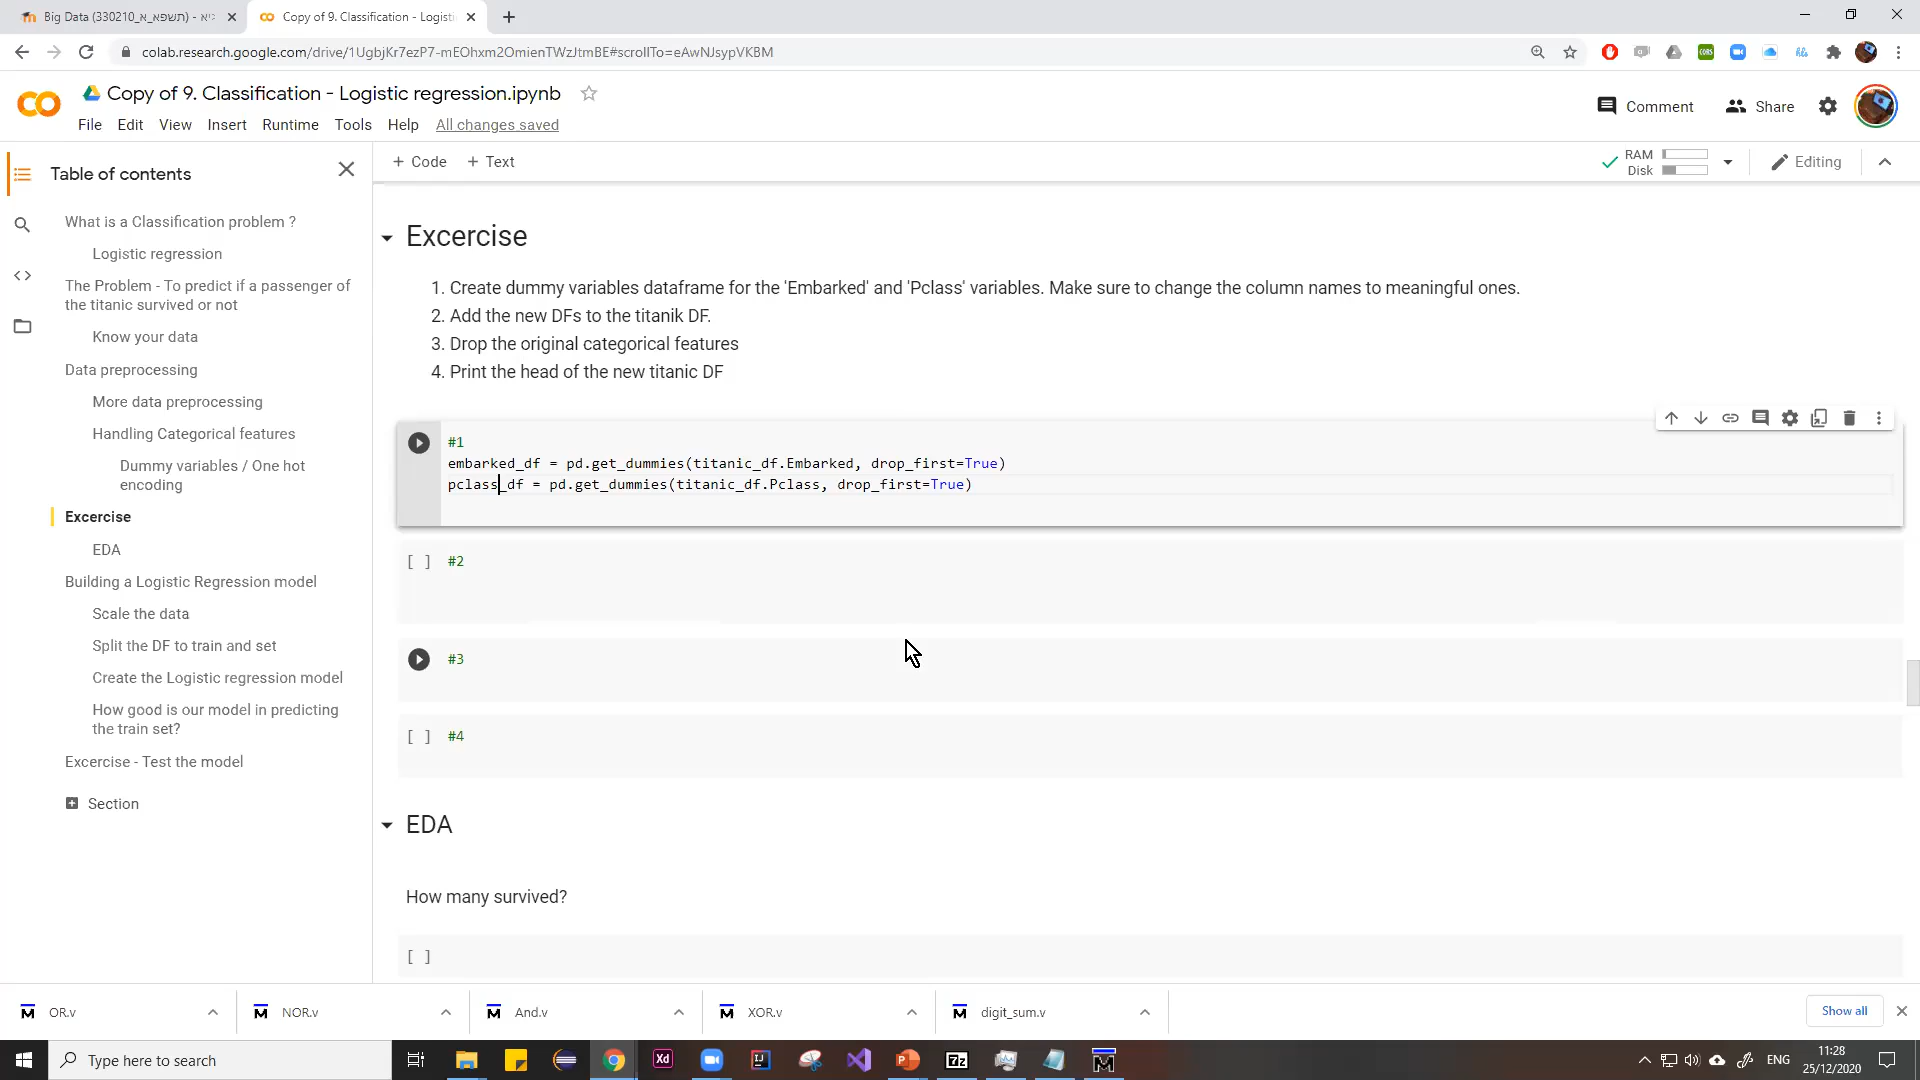 Big Data (330210_תשפא_א) - גיא
Copy of 9. Classification - Logisti
colab.research.google.com/drive/1UgbjKr7ezP7-mEOhxm2OmienTWzJtmBE#scrollTo=eAwNJsypVKBM
Copy of 9. Classification - Logistic regression.ipynb
File Edit View Insert Runtime Tools Help All changes saved
Comment Share
Table of contents
+ Code + Text
RAM
Disk
Editing
What is a Classification problem ?
Logistic regression
The Problem - To predict if a passenger of
the titanic survived or not
Know your data
Data preprocessing
More data preprocessing
Handling Categorical features
Dummy variables / One hot
encoding
Excercise
EDA
Building a Logistic Regression model
Scale the data
Split the DF to train and set
Create the Logistic regression model
How good is our model in predicting
the train set?
Excercise - Test the model
Section
Excercise
1. Create dummy variables dataframe for the 'Embarked' and 'Pclass' variables. Make sure to change the column names to meaningful ones.
2. Add the new DFs to the titanik DF.
3. Drop the original categorical features
4. Print the head of the new titanic DF
#1
embarked_df = pd.get_dummies(titanic_df.Embarked, drop_first=True)
pclass_df = pd.get_dummies(titanic_df.Pclass, drop_first=True)
[ ] #2
#3
[ ] #4
EDA
How many survived?
[ ]
OR.v
NOR.v
And.v
XOR.v
digit_sum.v
Show all
Type here to search
ENG
11:28
25/12/2020